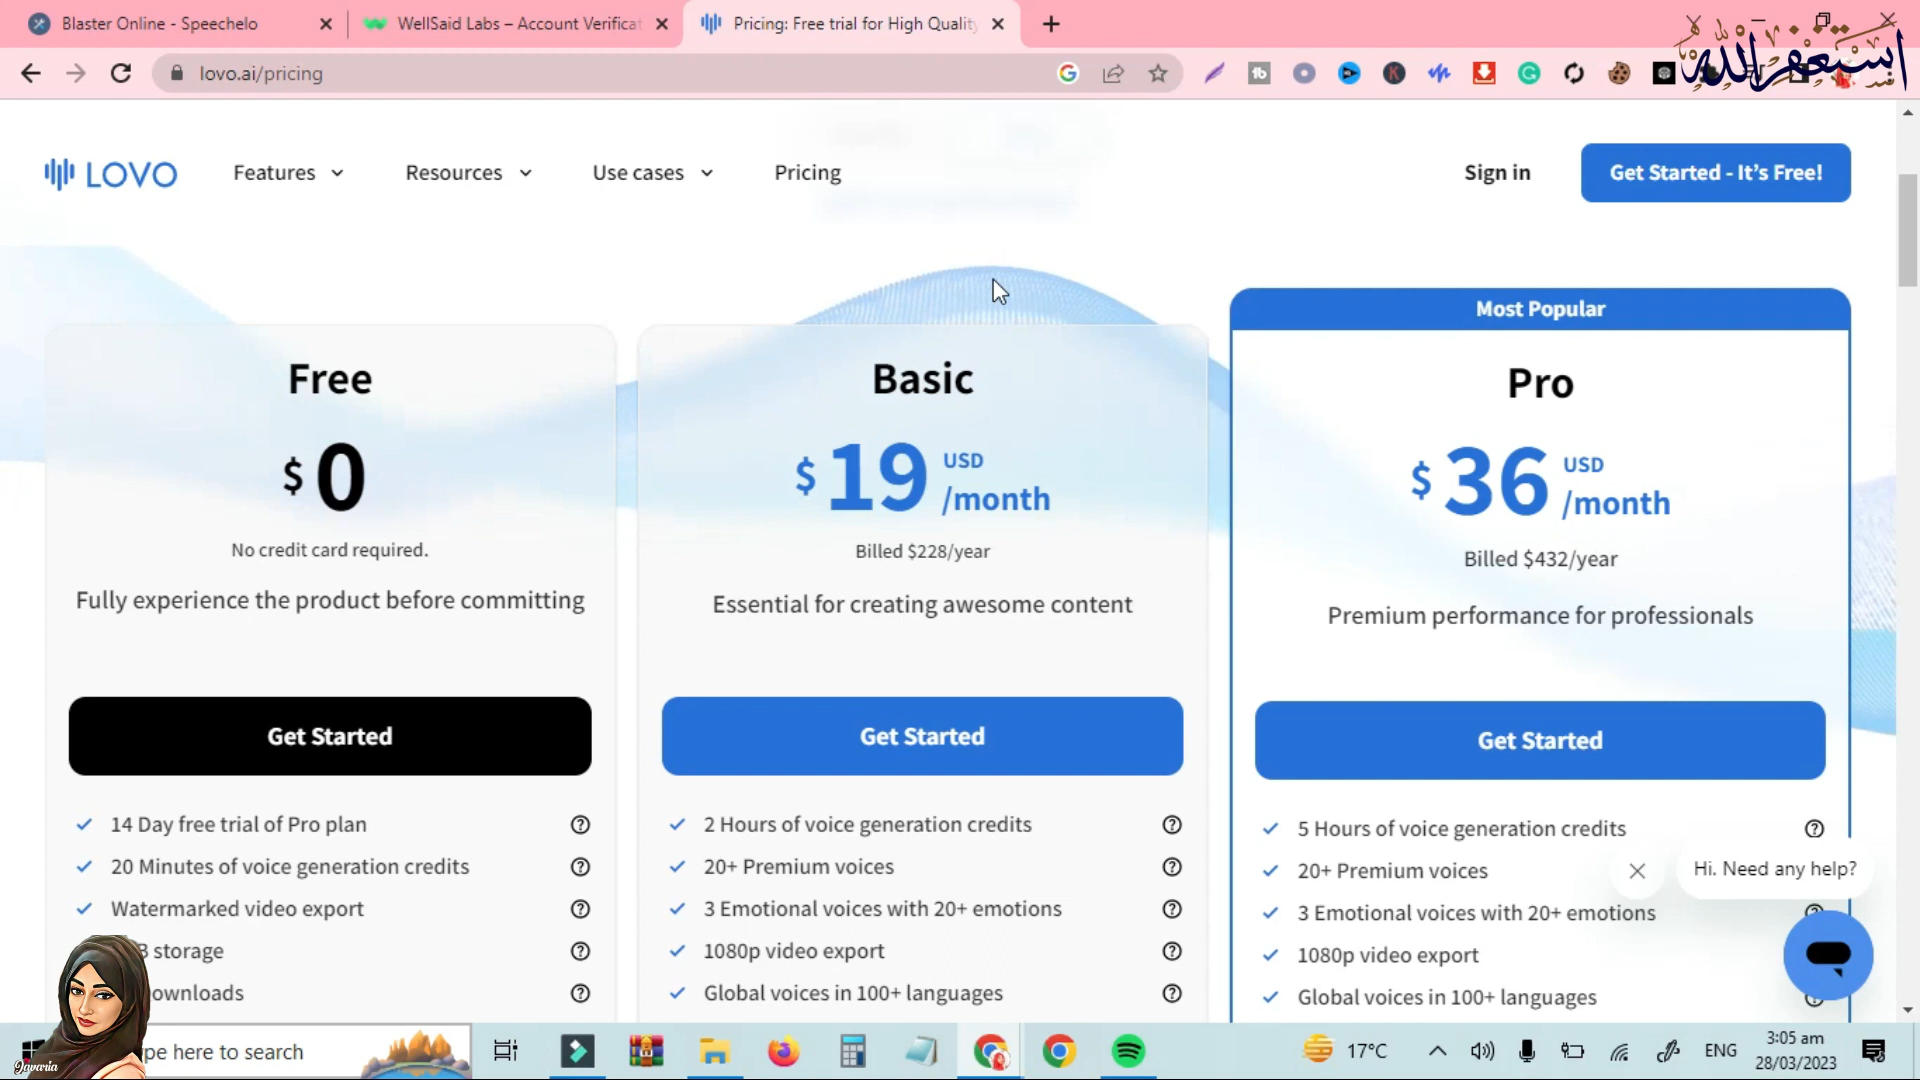 Blaster Online - Speechelo
WellSaid Labs – Account Verificat
Pricing: Free trial for High Quality
أستغفر الله
lovo.ai/pricing
LOVO
Features
Resources
Use cases
Pricing
Sign in
Get Started - It's Free!
Most Popular
Free
$ 0
No credit card required.
Fully experience the product before committing
Get Started
14 Day free trial of Pro plan
20 Minutes of voice generation credits
Watermarked video export
B storage
ownloads
Basic
$ 19 USD
/month
Billed $228/year
Essential for creating awesome content
Get Started
2 Hours of voice generation credits
20+ Premium voices
3 Emotional voices with 20+ emotions
1080p video export
Global voices in 100+ languages
Pro
$ 36 USD
/month
Billed $432/year
Premium performance for professionals
Get Started
5 Hours of voice generation credits
20+ Premium voices
3 Emotional voices with 20+ emotions
1080p video export
Global voices in 100+ languages
Hi. Need any help?
Javaria
pe here to search
17°C
ENG
3:05 am
28/03/2023